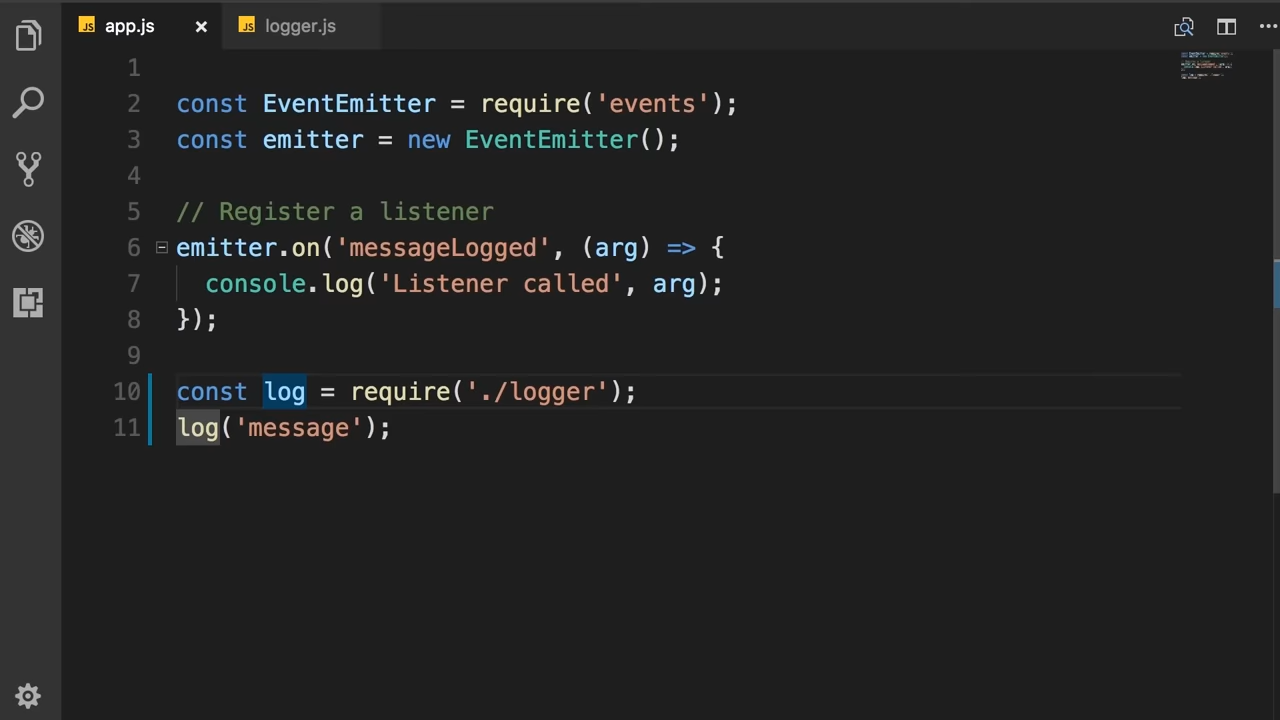 JS app.js × JS logger.js
1
2 const EventEmitter = require('events');
3 const emitter = new EventEmitter();
4
5 // Register a listener
6 emitter.on('messageLogged', (arg) => {
7 console.log('Listener called', arg);
8 });
9
10 const log = require('./logger');
11 log('message');